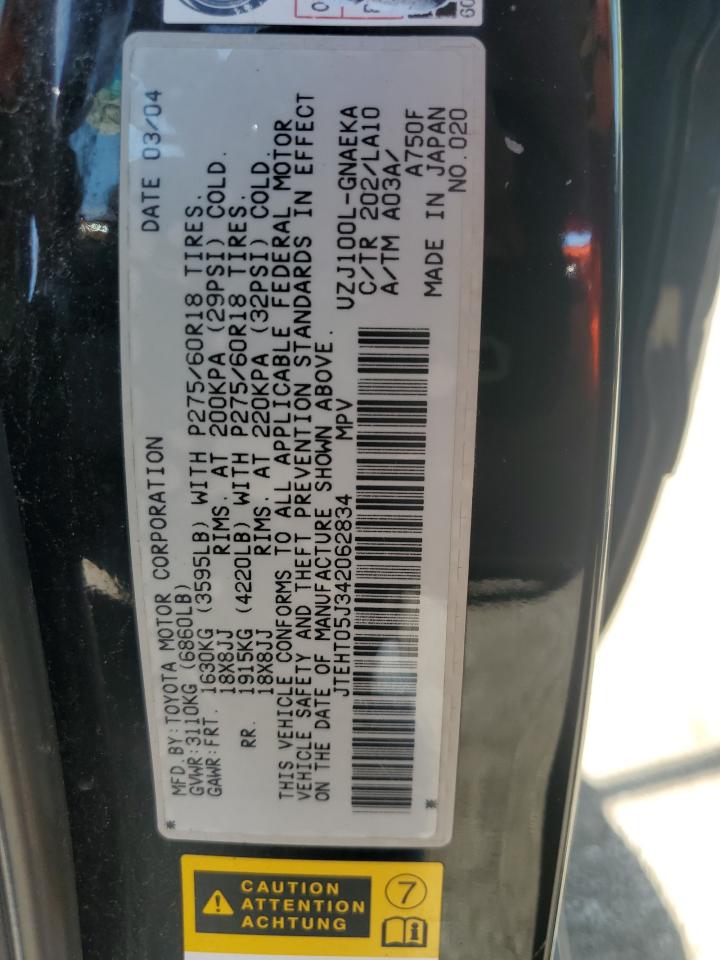 MFD. BY:TOYOTA MOTOR CORPORATION DATE 03/04
GVWR:3110KG (6860LB)
GAWR:FRT. 1630KG (3595LB) WITH P275/60R18 TIRES.
18X8JJ RIMS. AT 200KPA (29PSI) COLD.
RR. 1915KG (4220LB) WITH P275/60R18 TIRES.
18X8JJ RIMS. AT 220KPA (32PSI) COLD.
THIS VEHICLE CONFORMS TO ALL APPLICABLE FEDERAL MOTOR
VEHICLE SAFETY AND THEFT PREVENTION STANDARDS IN EFFECT
ON THE DATE OF MANUFACTURE SHOWN ABOVE.
JTEHT05J342062834 MPV
UZJ100L-GNAEKA
C/TR 202/LA10
A/TM A03A/
A750F
MADE IN JAPAN
NO.020
* *
CAUTION
ATTENTION
ACHTUNG
7